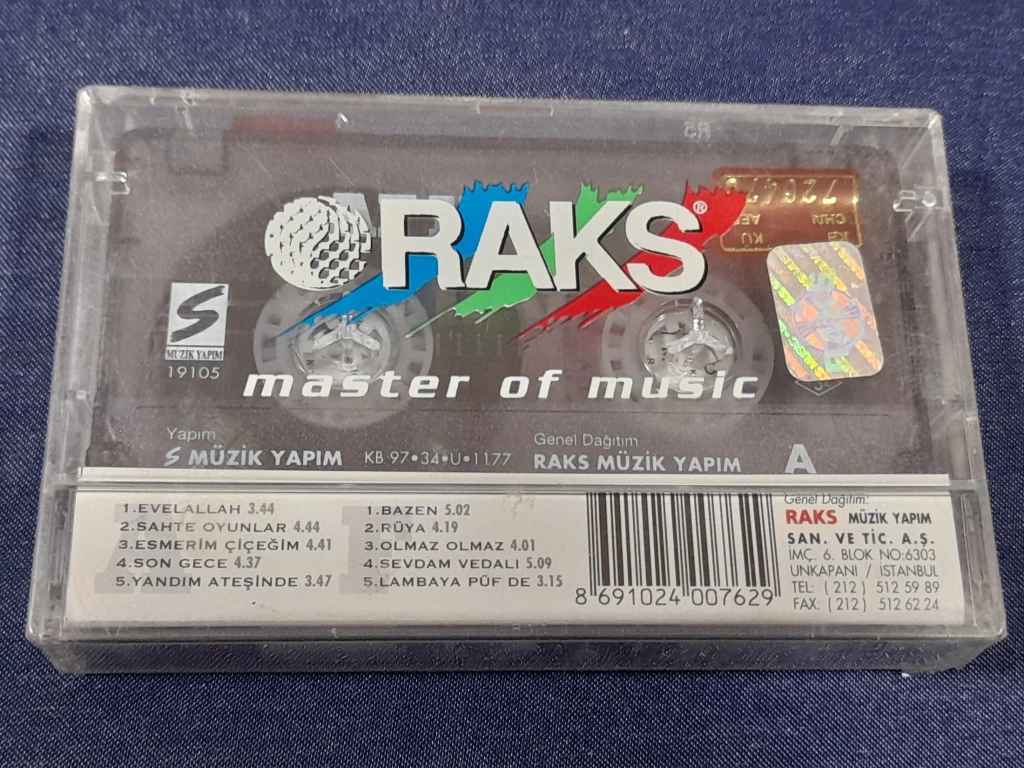 RAKS®
S
MÜZİK YAPIM
19105
master of music
Yapım
S MÜZİK YAPIM KB 97•34•U•1177
Genel Dağıtım
RAKS MÜZİK YAPIM
A
1.EVELALLAH 3.44
2.SAHTE OYUNLAR 4.44
3.ESMERİM ÇİÇEĞİM 4.41
4.SON GECE 4.37
5.YANDIM ATEŞİNDE 3.47
1.BAZEN 5.02
2.RÜYA 4.19
3.OLMAZ OLMAZ 4.01
4.SEVDAM VEDALI 5.09
5.LAMBAYA PÜF DE 3.15
8 691024 007629
Genel Dağıtım:
RAKS MÜZİK YAPIM
SAN. VE TİC. A.Ş.
İMÇ. 6. BLOK NO:6303
UNKAPANI / İSTANBUL
TEL: (212) 512 59 89
FAX: (212) 512 62 24